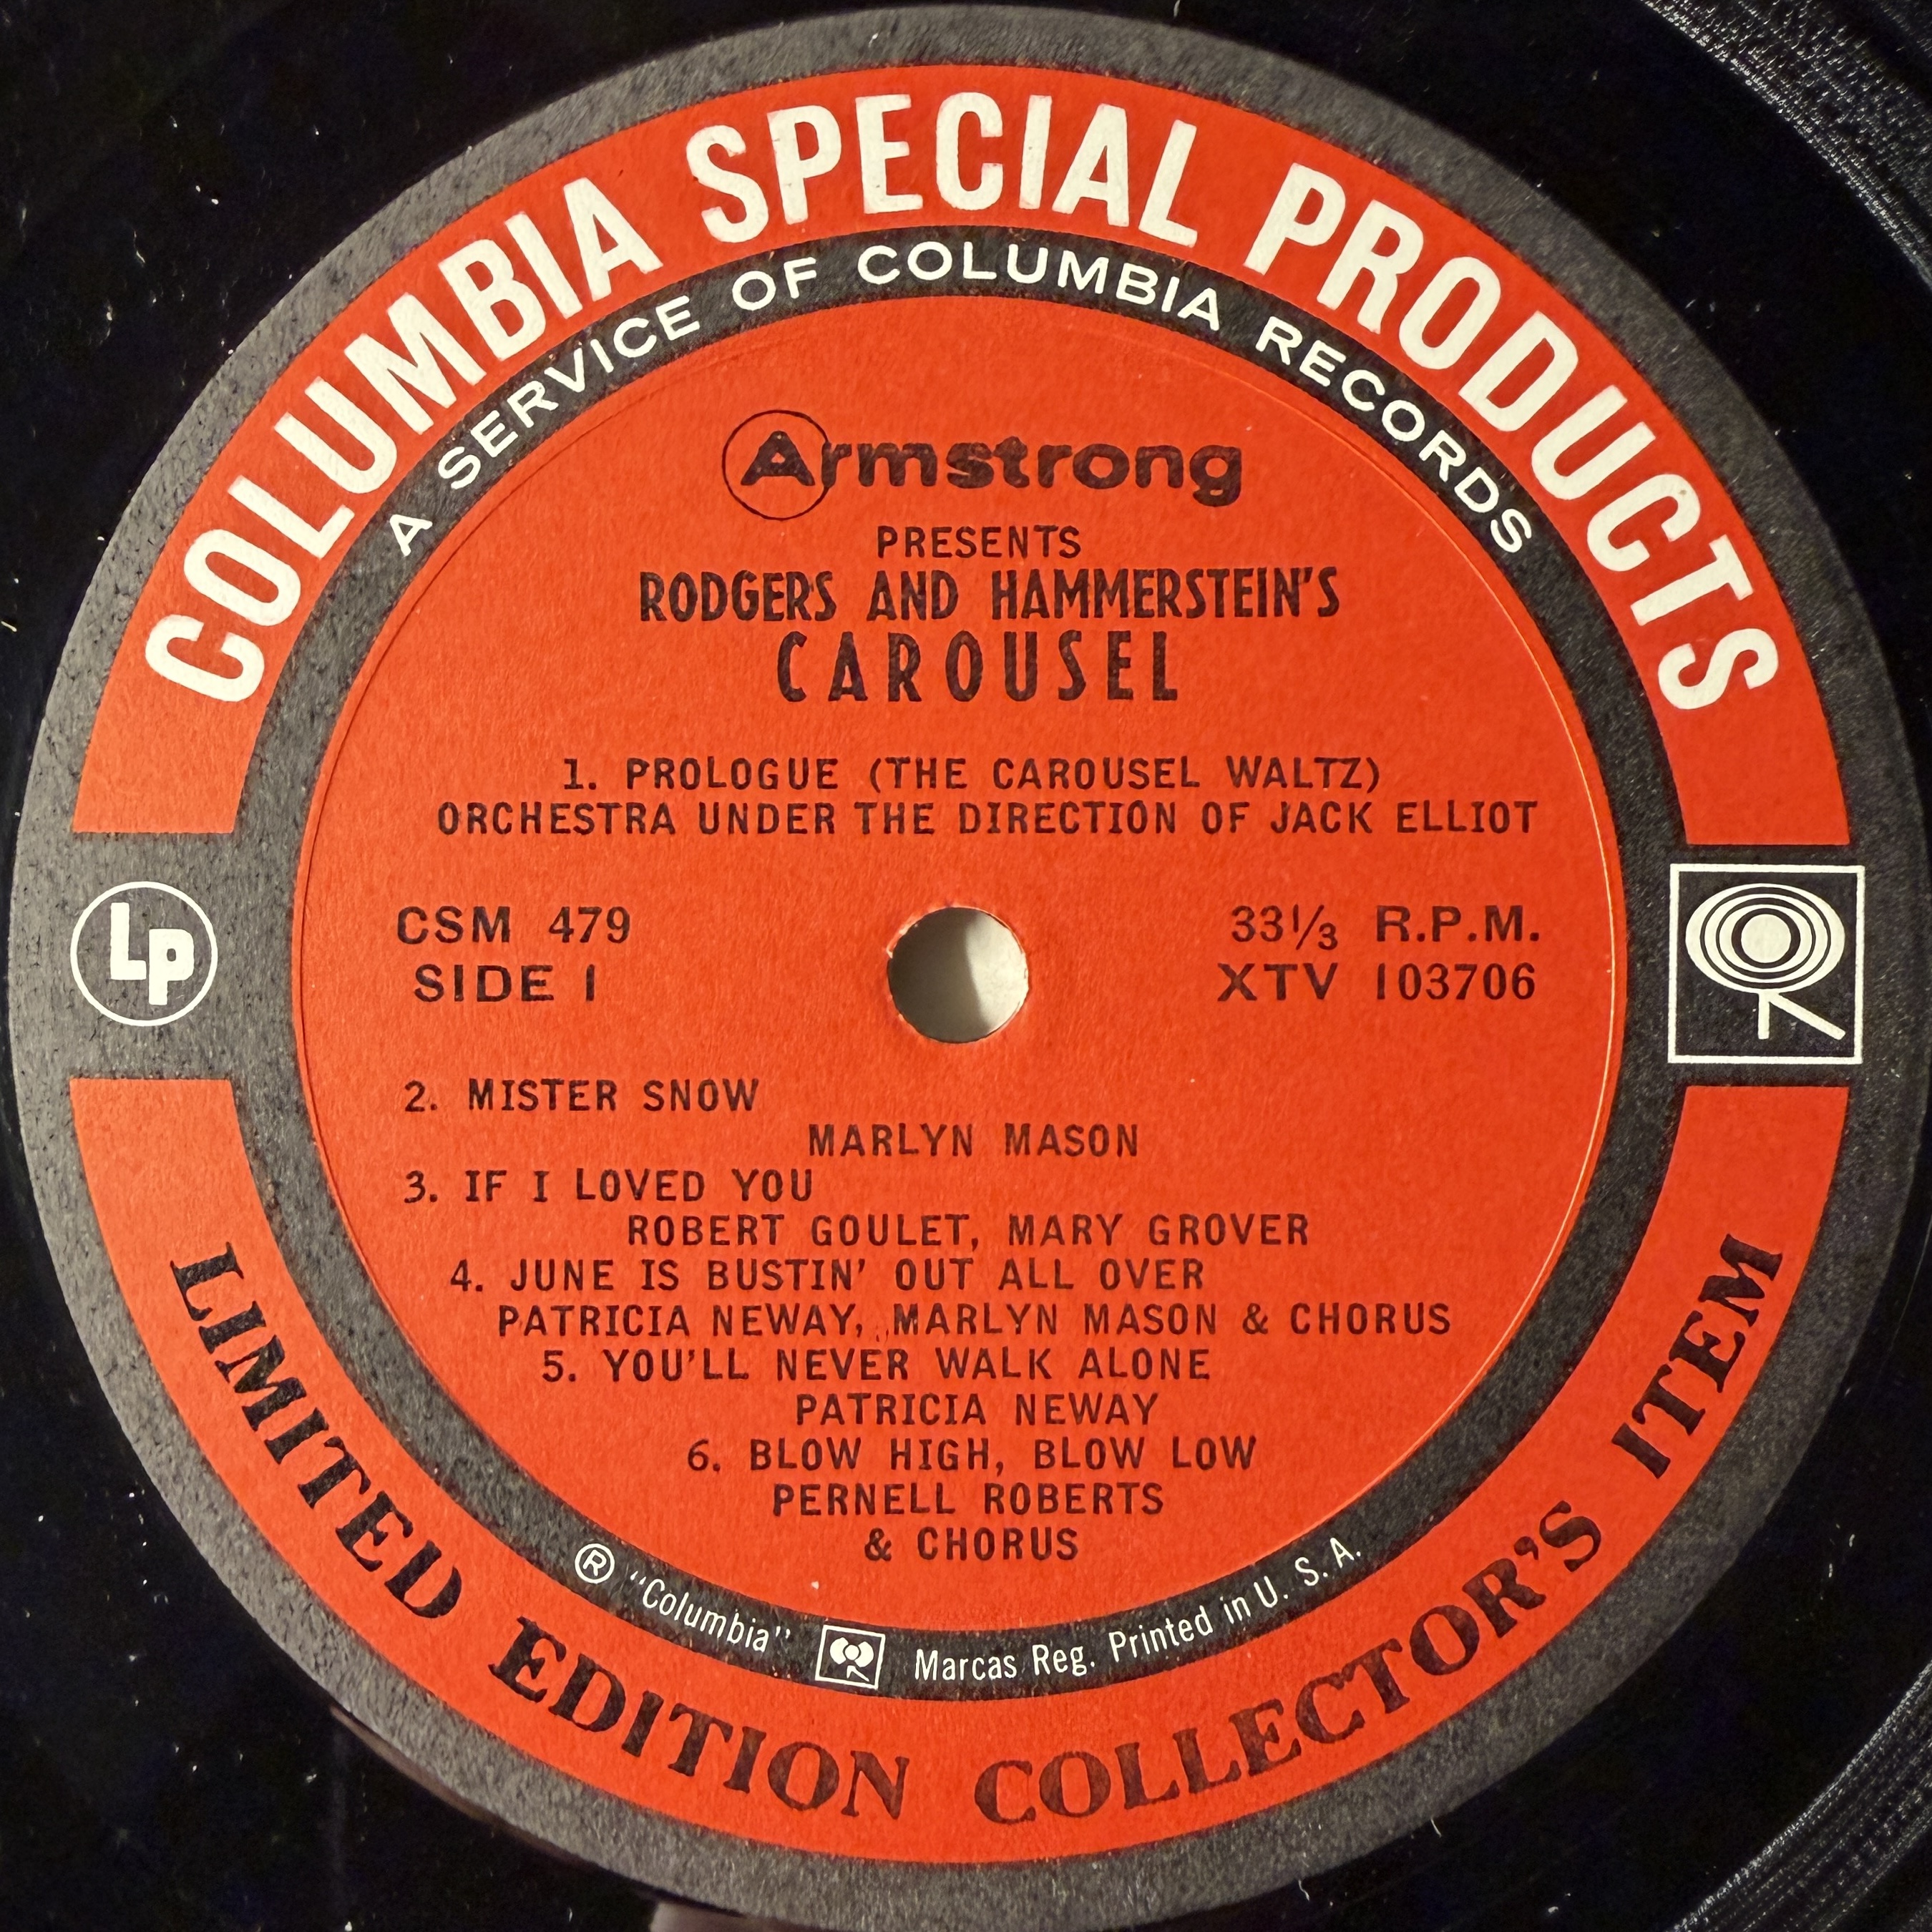 COLUMBIA SPECIAL PRODUCTS
A SERVICE OF COLUMBIA RECORDS
Armstrong
PRESENTS
RODGERS AND HAMMERSTEIN'S
CAROUSEL
1. PROLOGUE (THE CAROUSEL WALTZ)
ORCHESTRA UNDER THE DIRECTION OF JACK ELLIOT
Lp
CSM 479
SIDE 1
33⅓ R.P.M.
XTV 103706
2. MISTER SNOW
MARLYN MASON
3. IF I LOVED YOU
ROBERT GOULET, MARY GROVER
4. JUNE IS BUSTIN' OUT ALL OVER
PATRICIA NEWAY, MARLYN MASON & CHORUS
5. YOU'LL NEVER WALK ALONE
PATRICIA NEWAY
6. BLOW HIGH, BLOW LOW
PERNELL ROBERTS
& CHORUS
® "Columbia" Marcas Reg. Printed in U. S. A.
LIMITED EDITION COLLECTOR'S ITEM